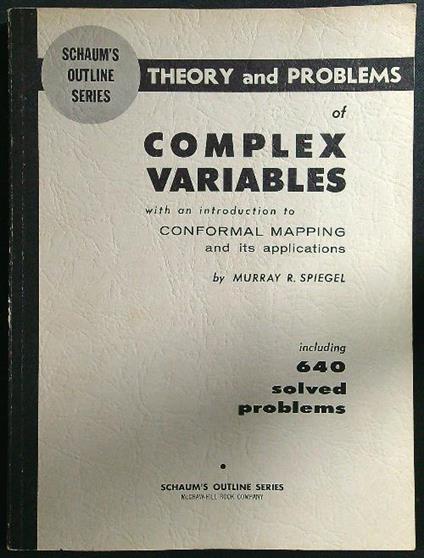 SCHAUM'S
OUTLINE
SERIES
THEORY and PROBLEMS
of
COMPLEX
VARIABLES
with an introduction to
CONFORMAL MAPPING
and its applications
by MURRAY R. SPIEGEL
including
640
solved
problems
SCHAUM'S OUTLINE SERIES
McGRAW-HILL BOOK COMPANY